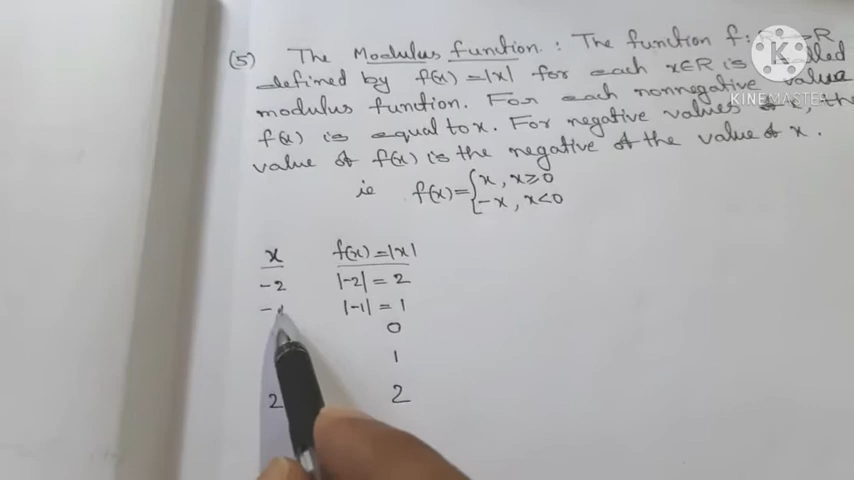 (5) The Modulus function : The function f: R
defined by f(x) = |x| for each x∈R is
modulus function. For each nonnegative value
f(x) is equal to x. For negative values the
value of f(x) is the negative of the value of x.
ie f(x) = { x, x≥0
-x, x<0
x f(x) = |x|
-2 |-2| = 2
-1 |-1| = 1
0
1
2 2
KINEMASTER